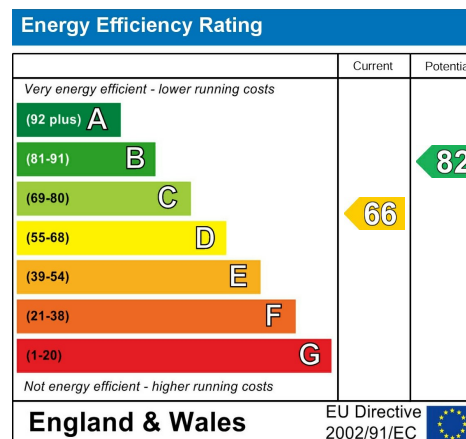 Energy Efficiency Rating
Current Potentia
Very energy efficient - lower running costs
(92 plus) A
(81-91) B
82
(69-80) C
66
(55-68) D
(39-54) E
(21-38) F
(1-20) G
Not energy efficient - higher running costs
England & Wales
EU Directive
2002/91/EC